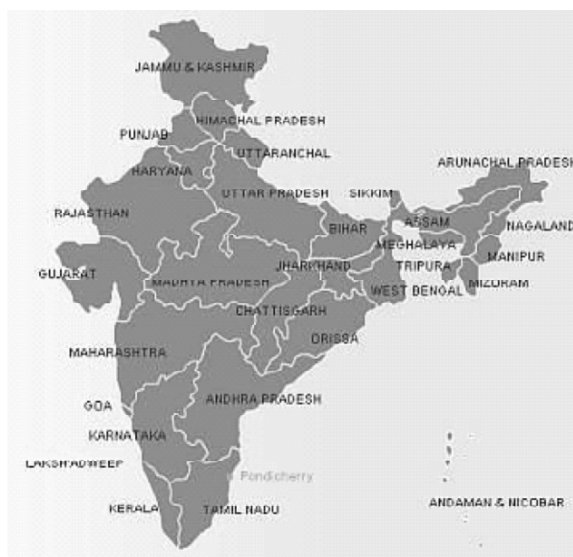 JAMMU & KASHMIR
HIMACHAL PRADESH
PUNJAB
UTTARANCHAL
HARYANA
ARUNACHAL PRADESH
UTTAR PRADESH
SIKKIM
RAJASTHAN
ASSAM
NAGALAND
BIHAR
MEGHALAYA
MANIPUR
GUJARAT
JHARKHAND
TRIPURA
MADHYA PRADESH
WEST BENGAL
MIZORAM
CHATTISGARH
ORISSA
MAHARASHTRA
GOA
ANDHRA PRADESH
KARNATAKA
LAKSHADWEEP
Pondicherry
ANDAMAN & NICOBAR
KERALA
TAMIL NADU